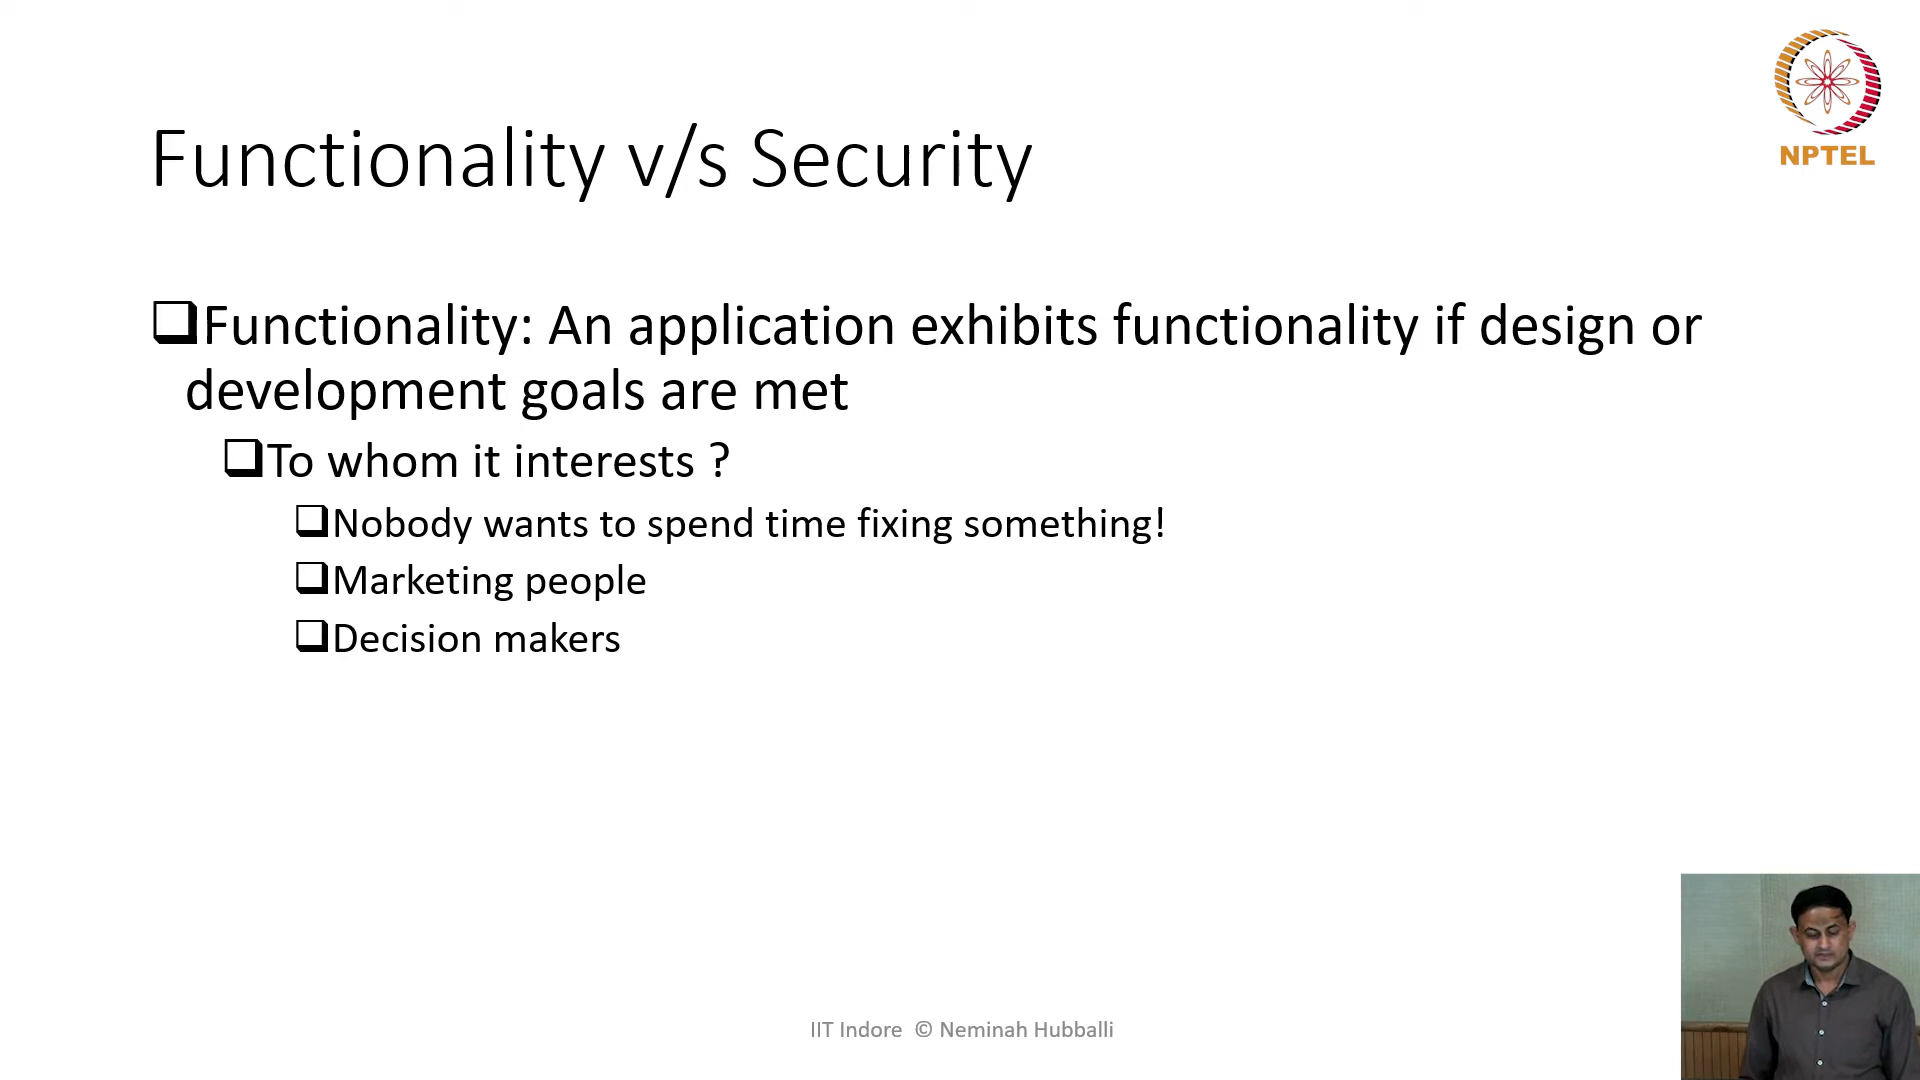 NPTEL
Functionality v/s Security
Functionality: An application exhibits functionality if design or
development goals are met
To whom it interests ?
Nobody wants to spend time fixing something!
Marketing people
Decision makers
IIT Indore © Neminah Hubballi